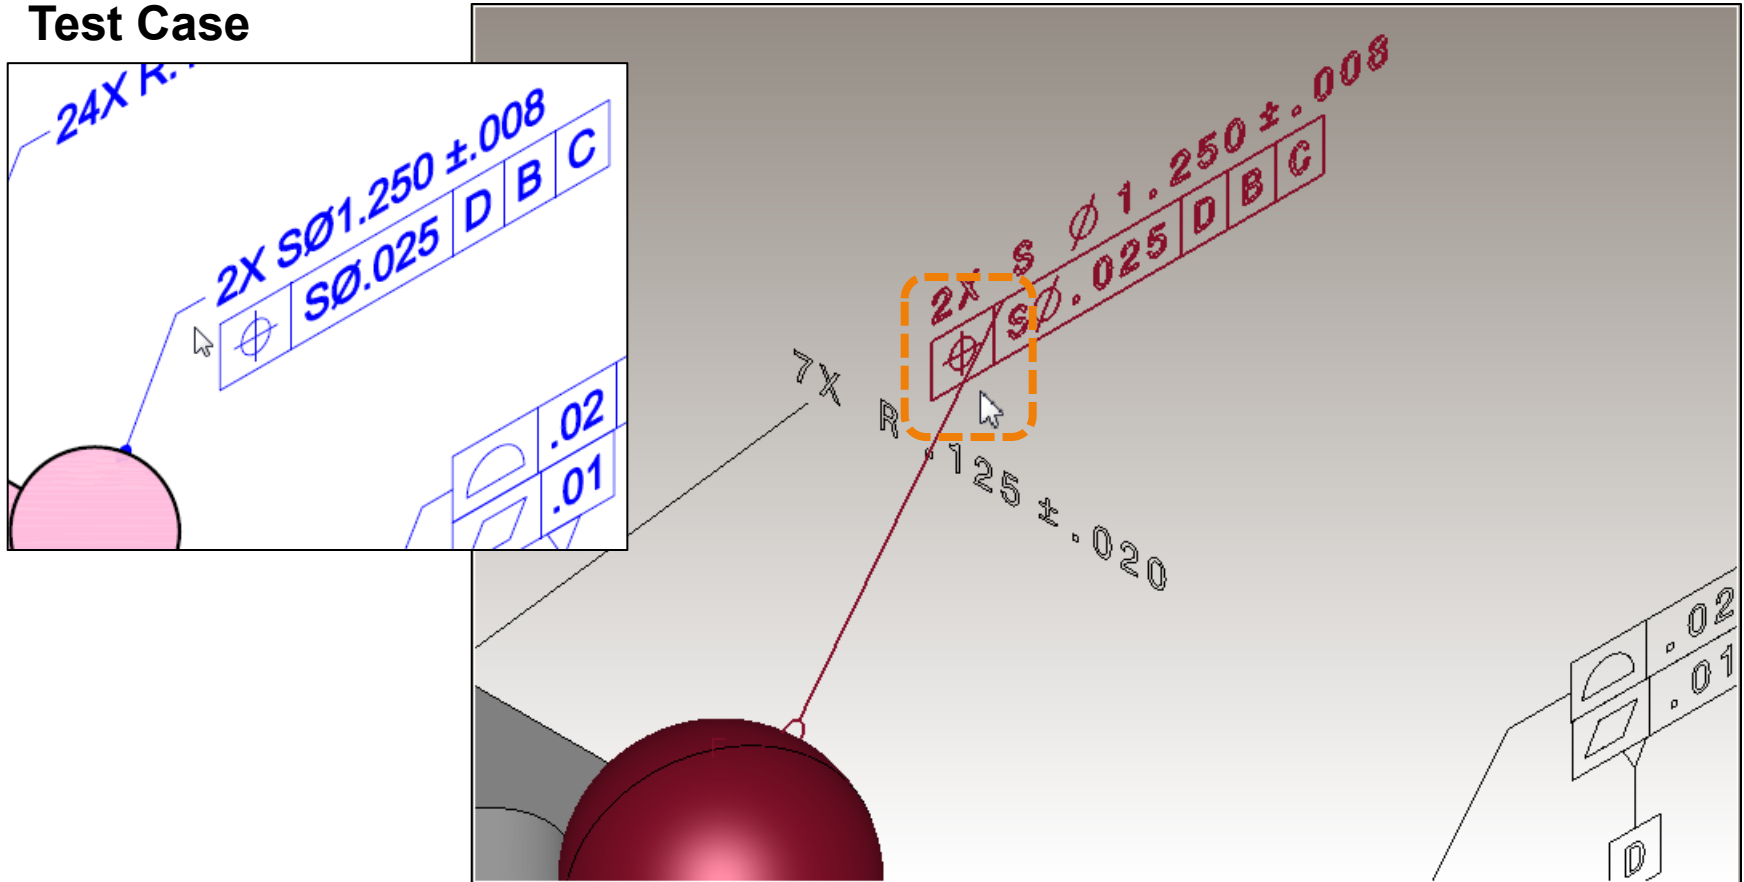 Test Case
24X R.
2X SØ1.250 ±.008
⌖ SØ.025 D B C
.02
.01
2X S Ø 1.250 ±.008
⌖ SØ.025 D B C
7X R .125 ±.020
.02
.01
D